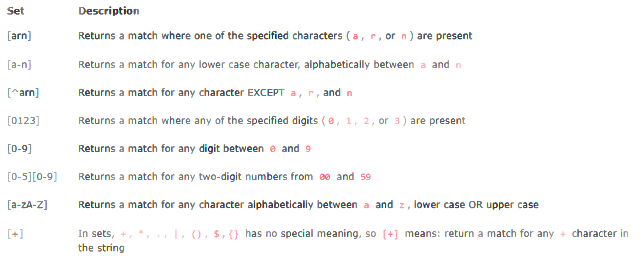 Set Description
[arn] Returns a match where one of the specified characters ( a , r , or n ) are present
[a-n] Returns a match for any lower case character, alphabetically between a and n
[^arn] Returns a match for any character EXCEPT a , r , and n
[0123] Returns a match where any of the specified digits ( 0 , 1 , 2 , or 3 ) are present
[0-9] Returns a match for any digit between 0 and 9
[0-5][0-9] Returns a match for any two-digit numbers from 00 and 59
[a-zA-Z] Returns a match for any character alphabetically between a and z , lower case OR upper case
[+] In sets, + , * , . , | , () , $ , {} has no special meaning, so [+] means: return a match for any + character in
the string